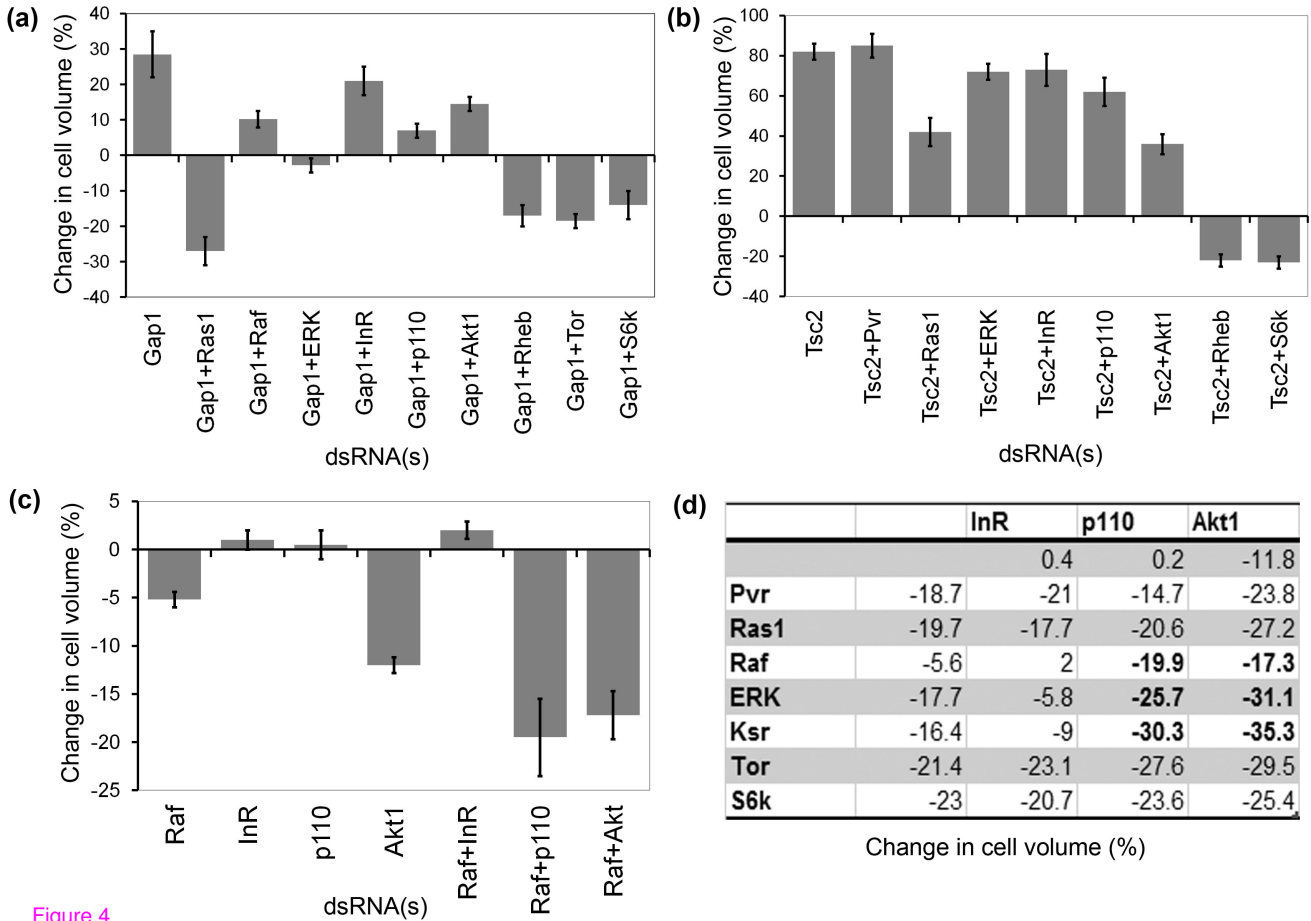 (a)
Change in cell volume (%)
40
30
20
10
0
-10
-20
-30
-40
Gap1
Gap1+Ras1
Gap1+Raf
Gap1+ERK
Gap1+InR
Gap1+p110
Gap1+Akt1
Gap1+Rheb
Gap1+Tor
Gap1+S6k
dsRNA(s)
(b)
Change in cell volume (%)
100
80
60
40
20
0
-20
-40
Tsc2
Tsc2+Pvr
Tsc2+Ras1
Tsc2+ERK
Tsc2+InR
Tsc2+p110
Tsc2+Akt1
Tsc2+Rheb
Tsc2+S6k
dsRNA(s)
(c)
Change in cell volume (%)
5
0
-5
-10
-15
-20
-25
Raf
InR
p110
Akt1
Raf+InR
Raf+p110
Raf+Akt
dsRNA(s)
(d)
InR p110 Akt1
0.4 0.2 -11.8
Pvr -18.7 -21 -14.7 -23.8
Ras1 -19.7 -17.7 -20.6 -27.2
Raf -5.6 2 -19.9 -17.3
ERK -17.7 -5.8 -25.7 -31.1
Ksr -16.4 -9 -30.3 -35.3
Tor -21.4 -23.1 -27.6 -29.5
S6k -23 -20.7 -23.6 -25.4
Change in cell volume (%)
Figure 4